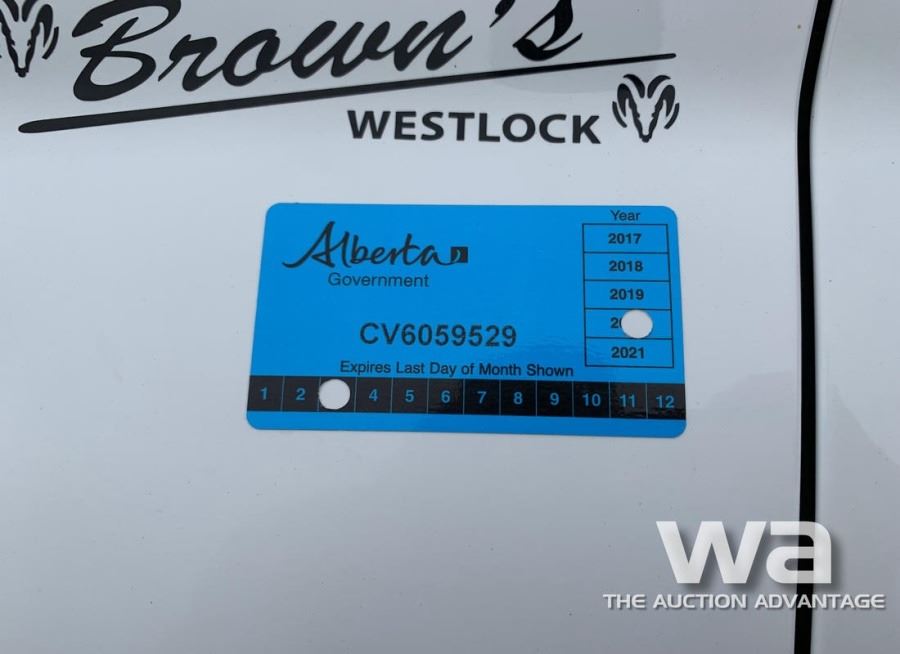 Brown's
WESTLOCK
Alberta
Government
CV6059529
Year
2017
2018
2019
2021
Expires Last Day of Month Shown
1 2 4 5 6 7 8 9 10 11 12
wa
THE AUCTION ADVANTAGE